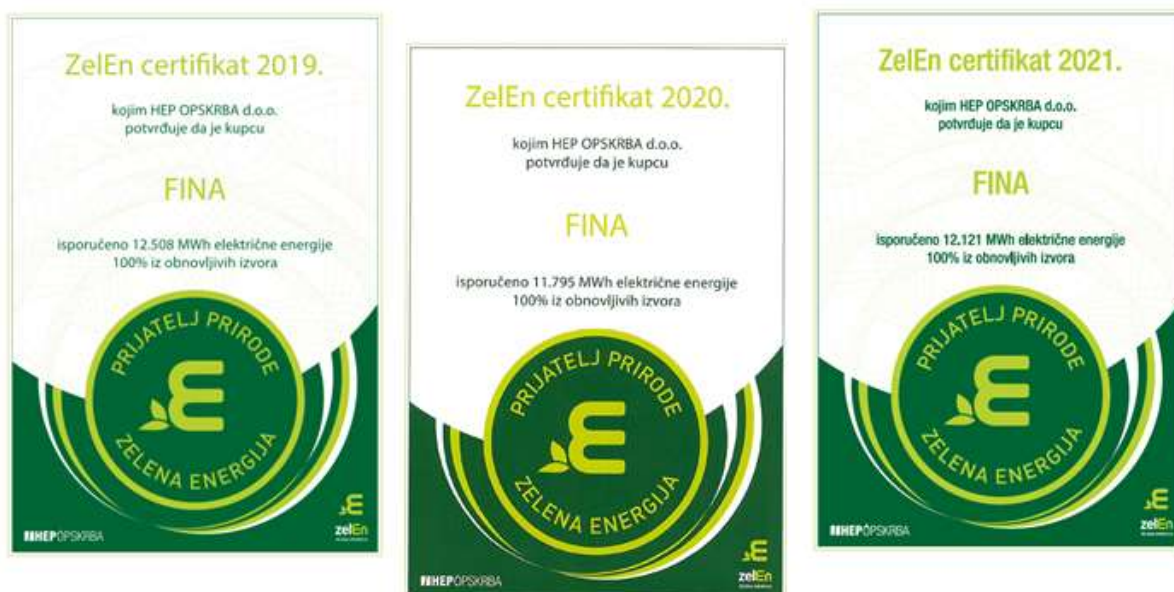 ZelEn certifikat 2019.
kojim HEP OPSKRBA d.o.o.
potvrđuje da je kupcu
FINA
isporučeno 12.508 MWh električne energije
100% iz obnovljivih izvora
PRIJATELJ PRIRODE
ZELENA ENERGIJA
HEP OPSKRBA
zelEn
ZelEn certifikat 2020.
kojim HEP OPSKRBA d.o.o.
potvrđuje da je kupcu
FINA
isporučeno 11.795 MWh električne energije
100% iz obnovljivih izvora
PRIJATELJ PRIRODE
ZELENA ENERGIJA
HEP OPSKRBA
zelEn
ZelEn certifikat 2021.
kojim HEP OPSKRBA d.o.o.
potvrđuje da je kupcu
FINA
isporučeno 12.121 MWh električne energije
100% iz obnovljivih izvora
PRIJATELJ PRIRODE
ZELENA ENERGIJA
HEP OPSKRBA
zelEn